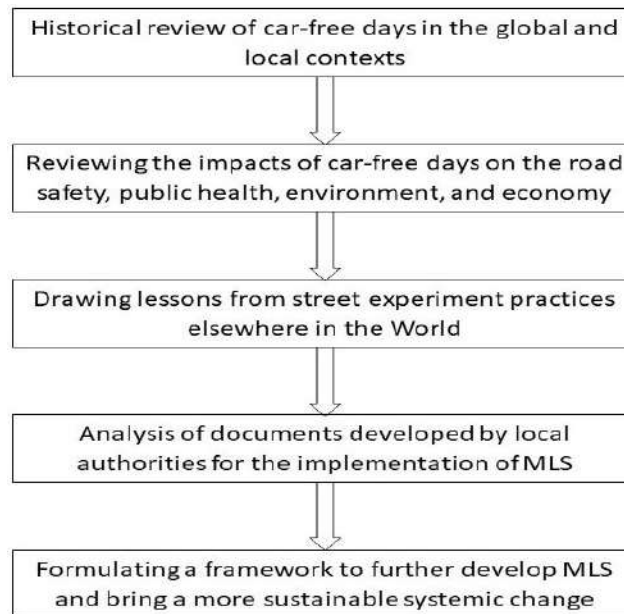 Historical review of car-free days in the global and
local contexts
Reviewing the impacts of car-free days on the road
safety, public health, environment, and economy
Drawing lessons from street experiment practices
elsewhere in the World
Analysis of documents developed by local
authorities for the implementation of MLS
Formulating a framework to further develop MLS
and bring a more sustainable systemic change